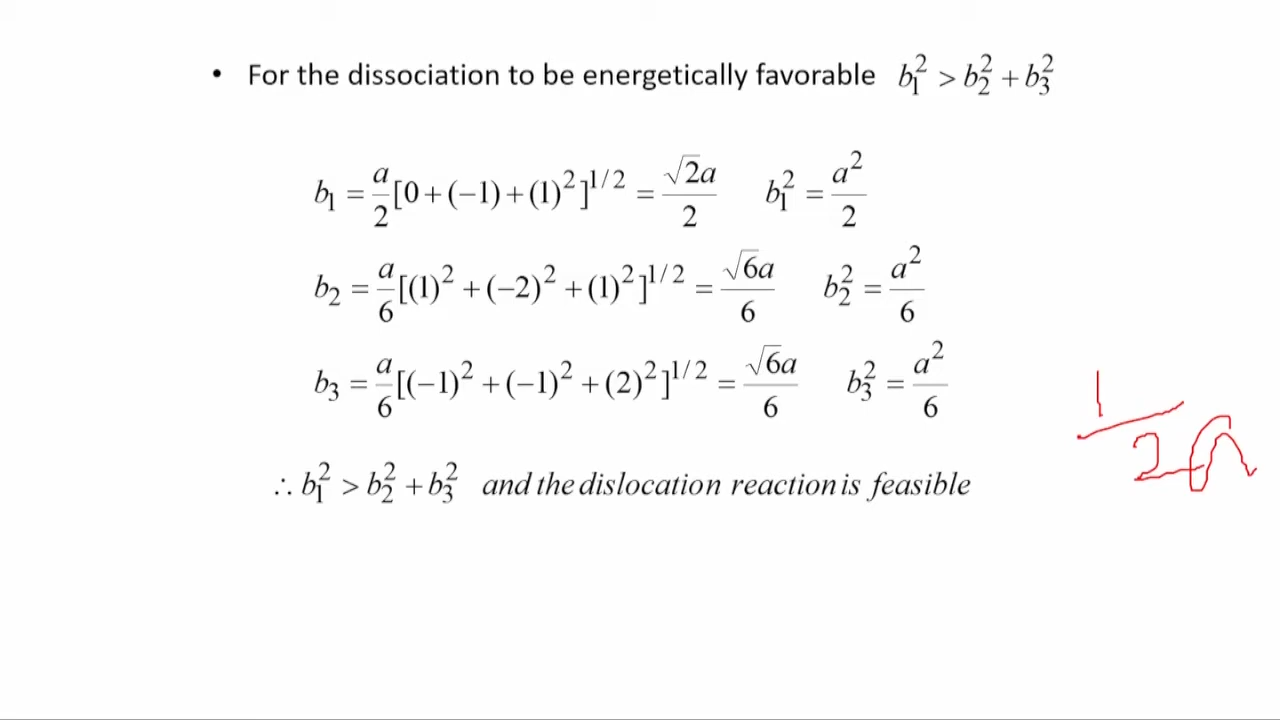 • For the dissociation to be energetically favorable b₁² > b₂² + b₃²
b₁ = a/2 [0 + (−1) + (1)²]^1/2 = √2a/2 b₁² = a²/2
b₂ = a/6 [(1)² + (−2)² + (1)²]^1/2 = √6a/6 b₂² = a²/6
b₃ = a/6 [(−1)² + (−1)² + (2)²]^1/2 = √6a/6 b₃² = a²/6
1/2
∴ b₁² > b₂² + b₃² and the dislocation reaction is feasible